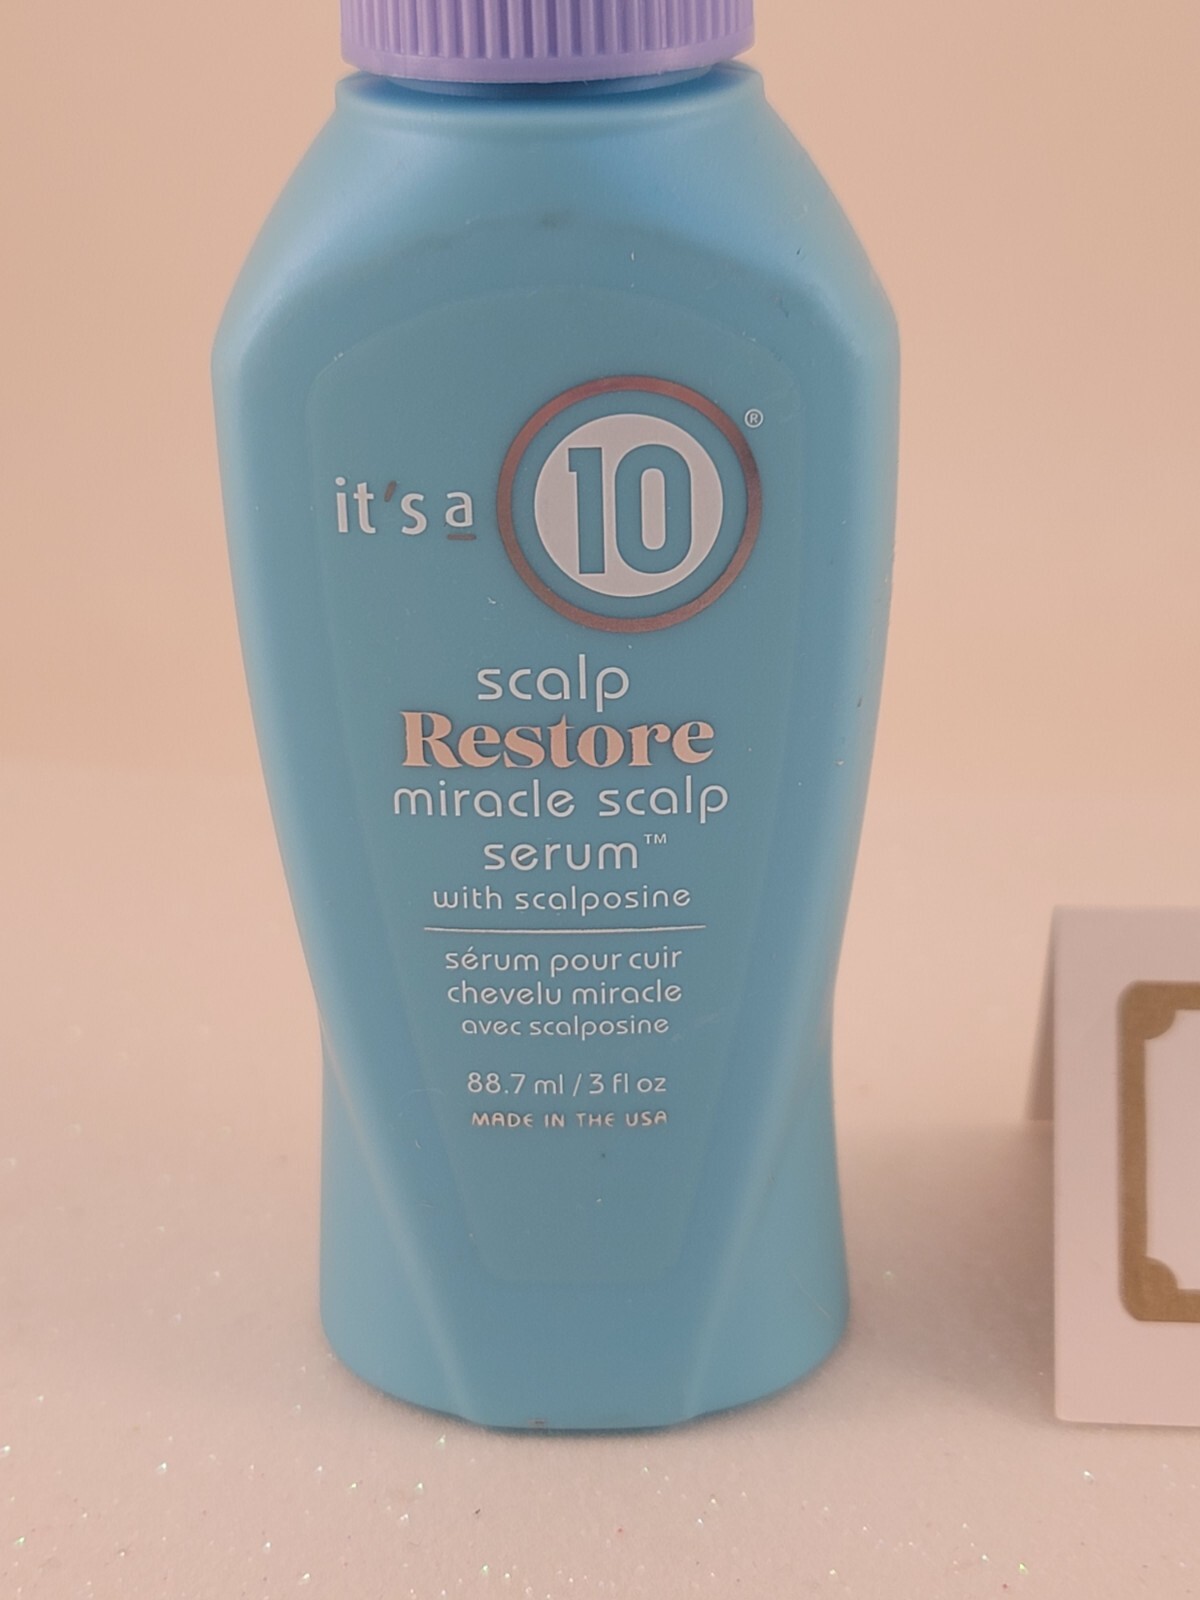 it's a 10®
scalp
Restore
miracle scalp
serum™
with scalposine
sérum pour cuir
chevelu miracle
avec scalposine
88.7 ml / 3 fl oz
MADE IN THE USA